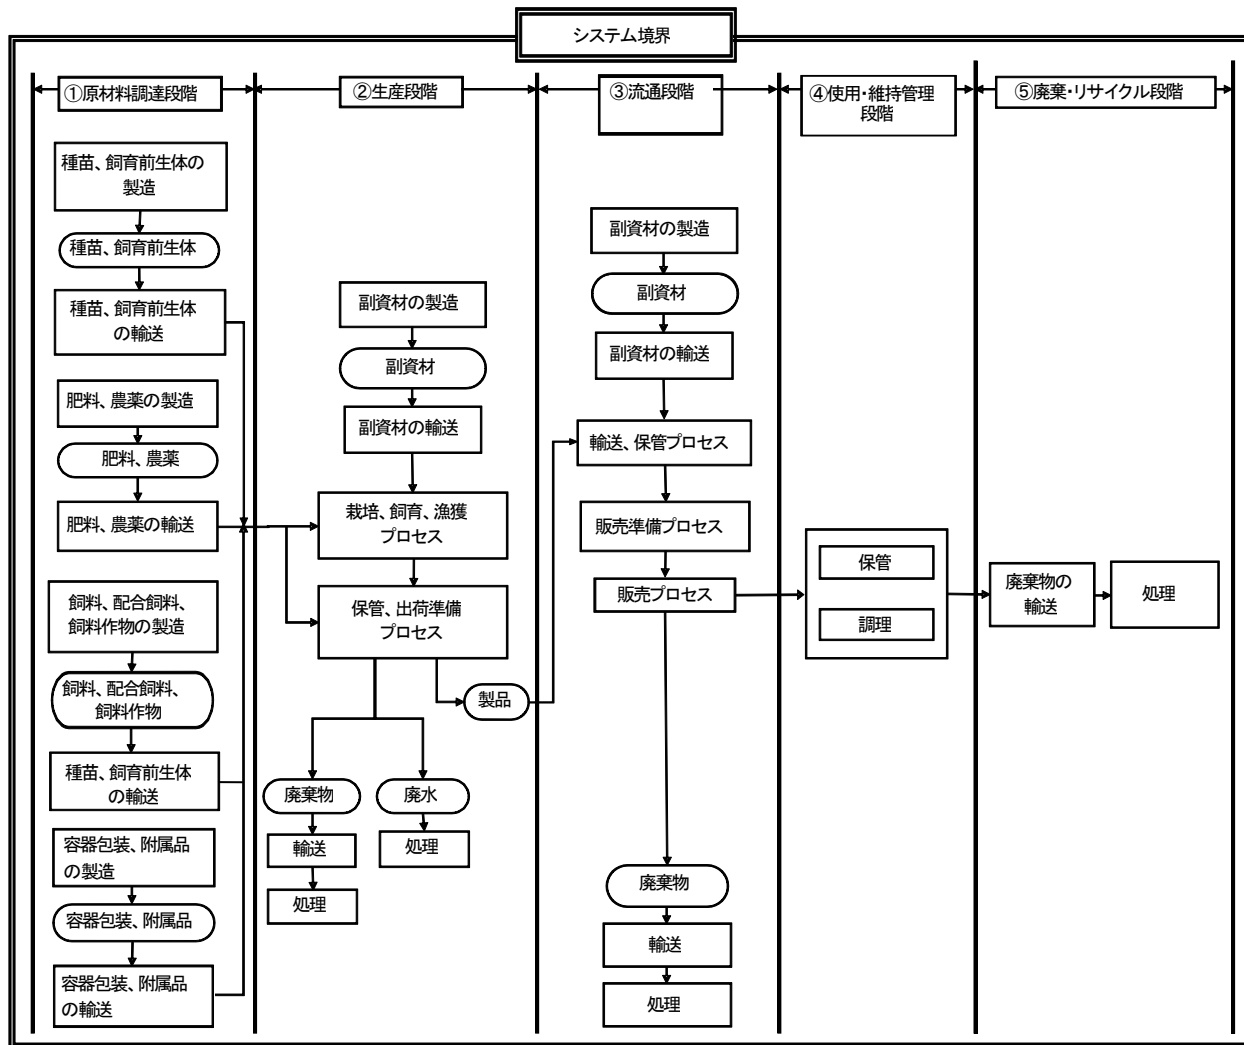 システム境界
①原材料調達段階
②生産段階
③流通段階
④使用・維持管理
段階
⑤廃棄・リサイクル段階
種苗、飼育前生体の
製造
種苗、飼育前生体
種苗、飼育前生体
の輸送
肥料、農薬の製造
肥料、農薬
肥料、農薬の輸送
飼料、配合飼料、
飼料作物の製造
飼料、配合飼料、
飼料作物
種苗、飼育前生体
の輸送
容器包装、附属品
の製造
容器包装、附属品
容器包装、附属品
の輸送
副資材の製造
副資材
副資材の輸送
栽培、飼育、漁獲
プロセス
保管、出荷準備
プロセス
製品
廃棄物
輸送
処理
廃水
処理
副資材の製造
副資材
副資材の輸送
輸送、保管プロセス
販売準備プロセス
販売プロセス
廃棄物
輸送
処理
保管
調理
廃棄物の
輸送
処理